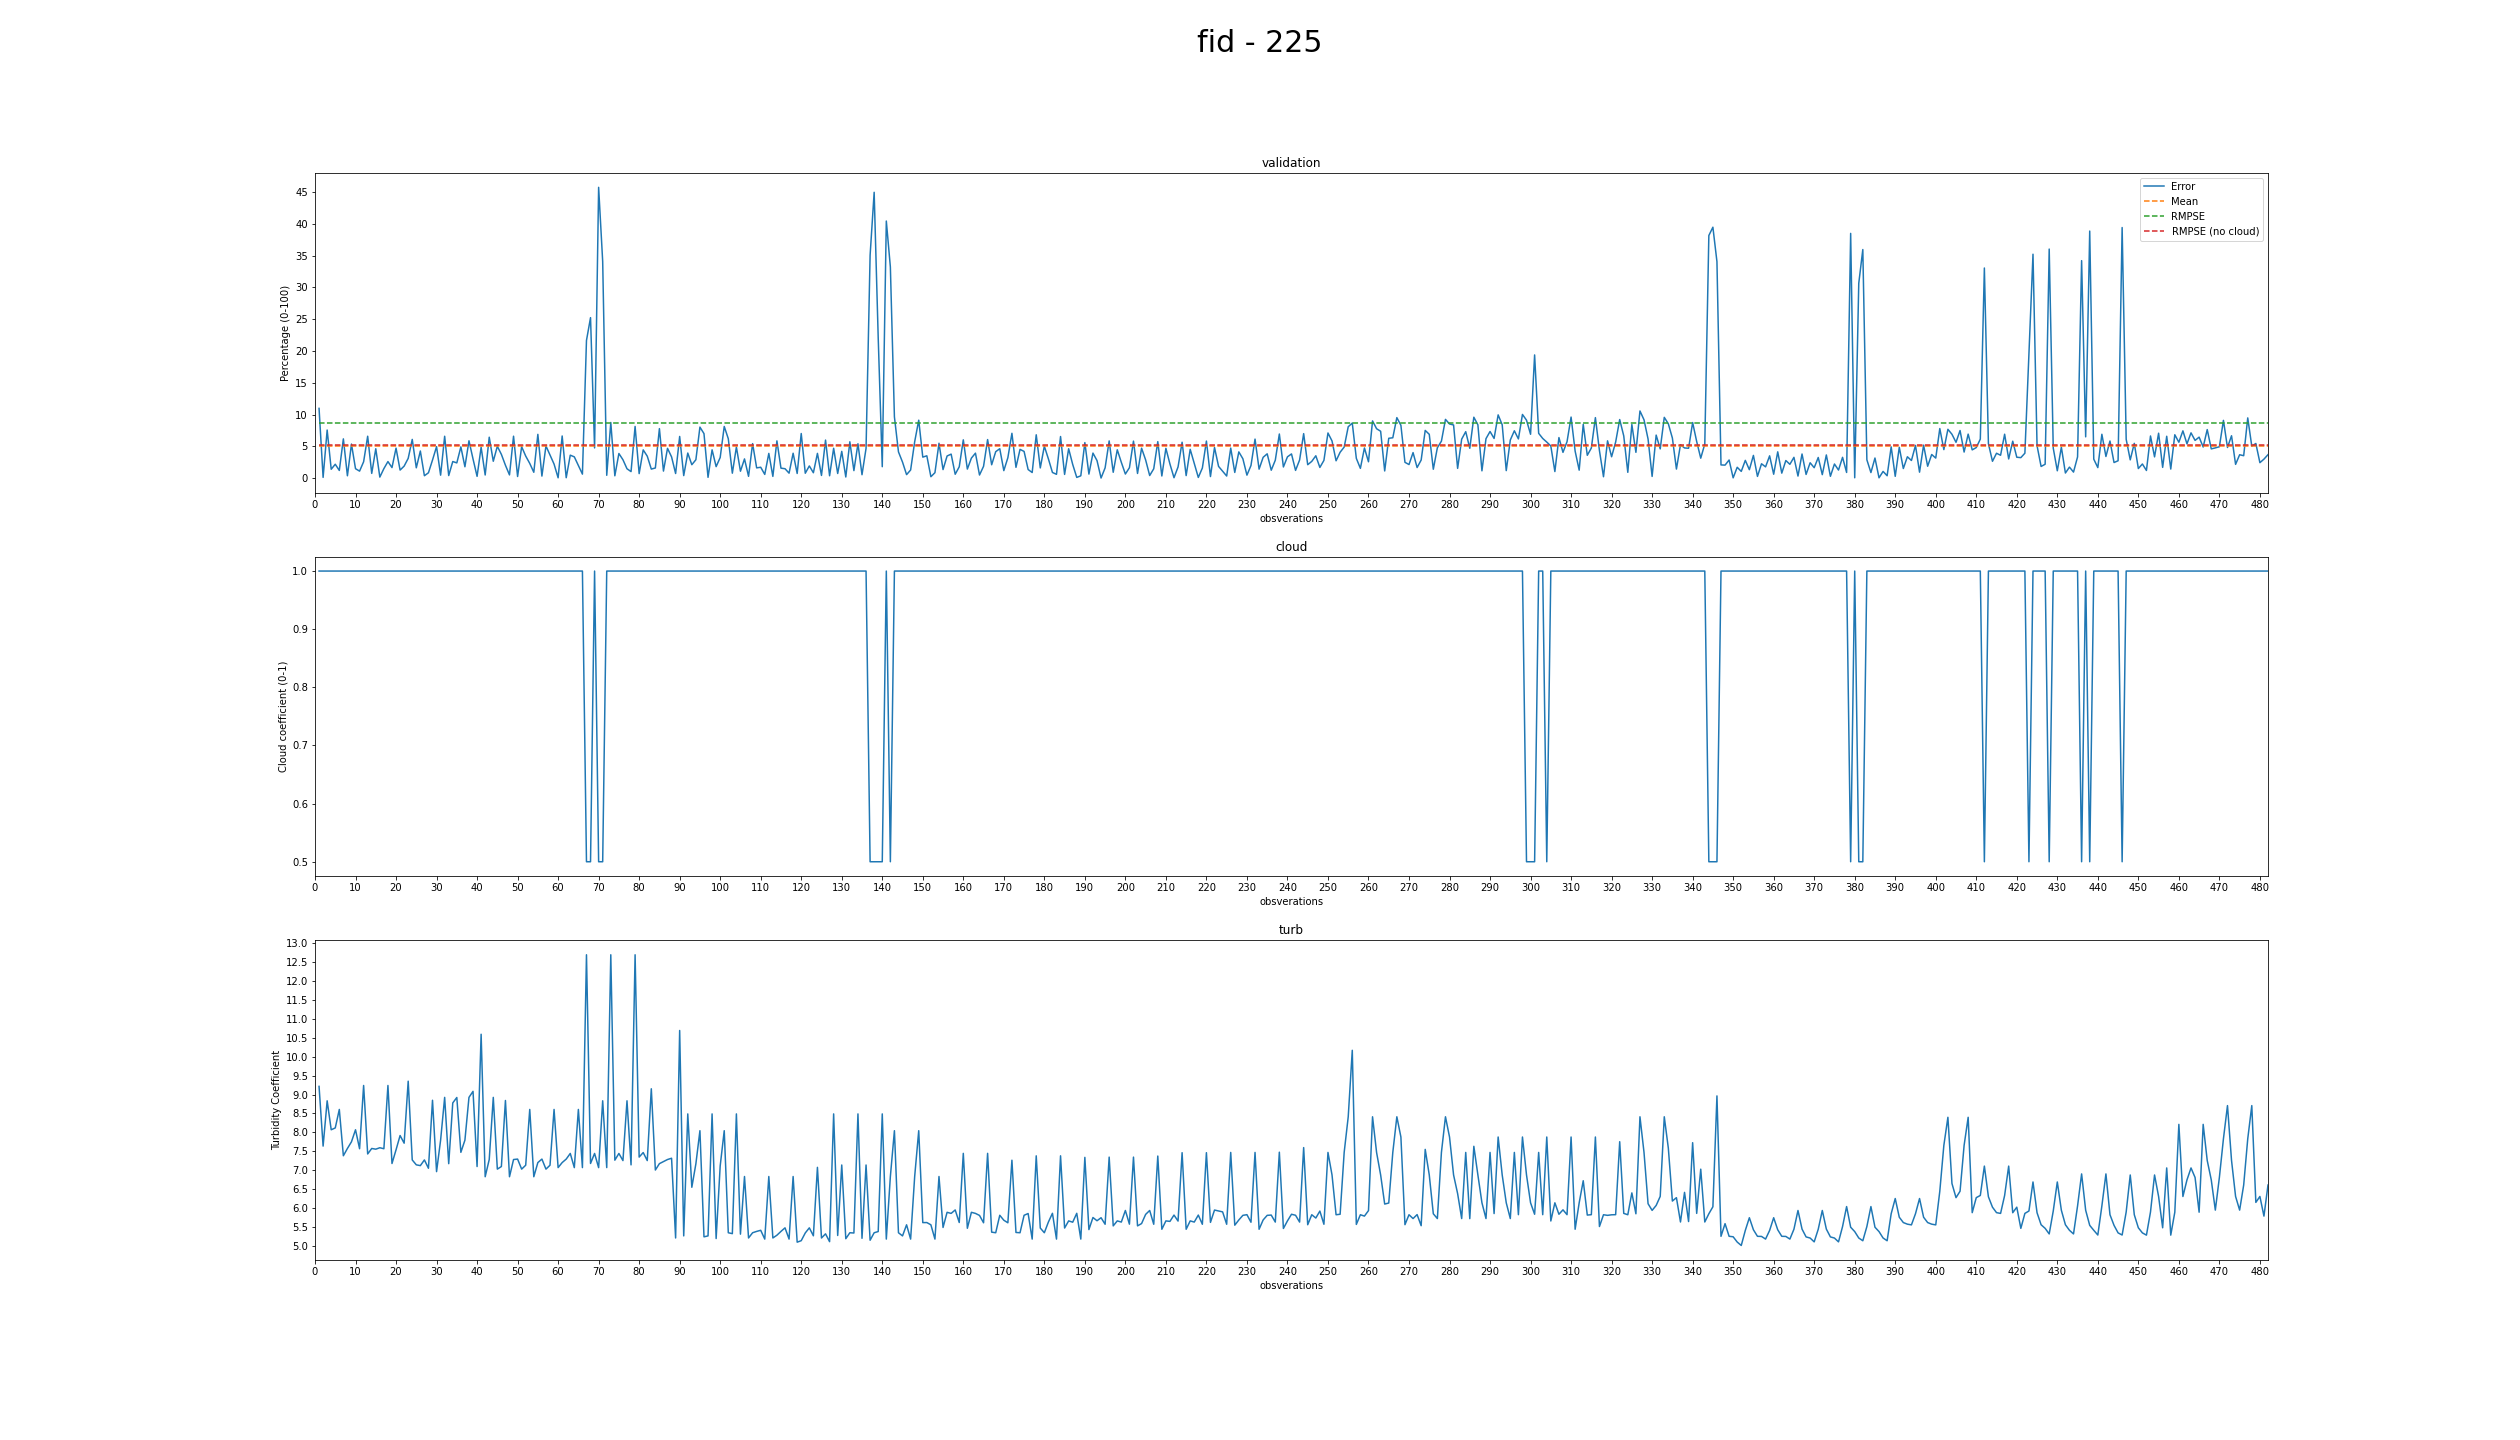 fid - 225
validation
45
40
35
30
25
20
15
10
5
0
Percentage (0-100)
Error
Mean
RMPSE
RMPSE (no cloud)
0 10 20 30 40 50 60 70 80 90 100 110 120 130 140 150 160 170 180 190 200 210 220 230 240 250 260 270 280 290 300 310 320 330 340 350 360 370 380 390 400 410 420 430 440 450 460 470 480
obsverations
cloud
1.0
0.9
0.8
0.7
0.6
0.5
Cloud coefficient (0-1)
0 10 20 30 40 50 60 70 80 90 100 110 120 130 140 150 160 170 180 190 200 210 220 230 240 250 260 270 280 290 300 310 320 330 340 350 360 370 380 390 400 410 420 430 440 450 460 470 480
obsverations
turb
13.0
12.5
12.0
11.5
11.0
10.5
10.0
9.5
9.0
8.5
8.0
7.5
7.0
6.5
6.0
5.5
5.0
Turbidity Coefficient
0 10 20 30 40 50 60 70 80 90 100 110 120 130 140 150 160 170 180 190 200 210 220 230 240 250 260 270 280 290 300 310 320 330 340 350 360 370 380 390 400 410 420 430 440 450 460 470 480
obsverations